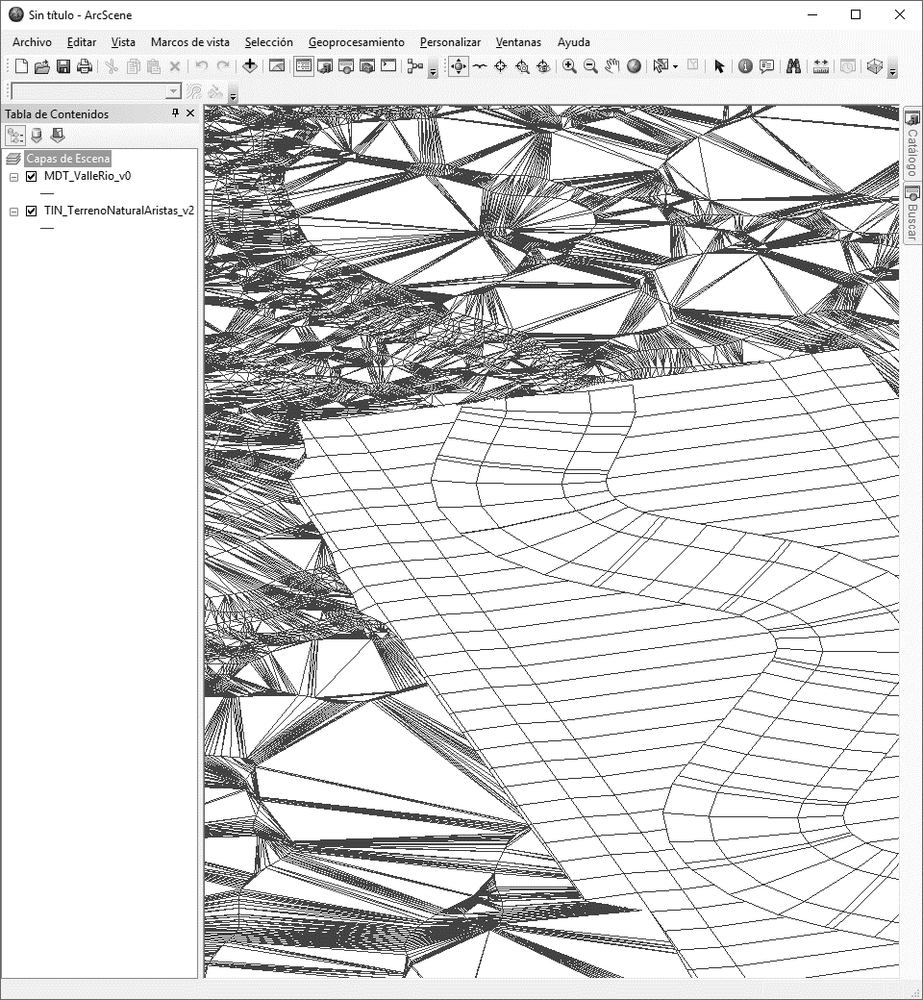 Sin título - ArcScene
Archivo Editar Vista Marcos de vista Selección Geoprocesamiento Personalizar Ventanas Ayuda
Tabla de Contenidos
Capas de Escena
MDT_ValleRio_v0
TIN_TerrenoNaturalAristas_v2
Catálogo
Buscar